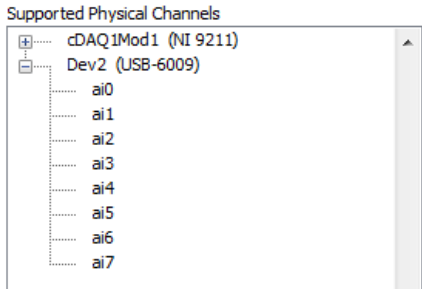 Supported Physical Channels
cDAQ1Mod1 (NI 9211)
Dev2 (USB-6009)
ai0
ai1
ai2
ai3
ai4
ai5
ai6
ai7